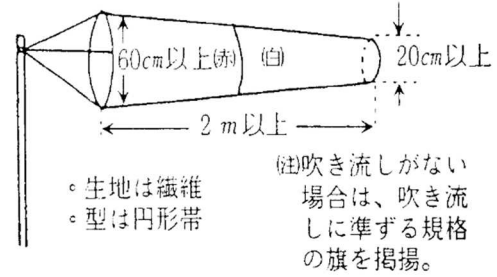 60cm以上(赤) (白) 20cm以上
2m以上
◦生地は繊維
◦型は円形帯
(注)吹き流しがない
場合は、吹き流
しに準ずる規格
の旗を掲揚。